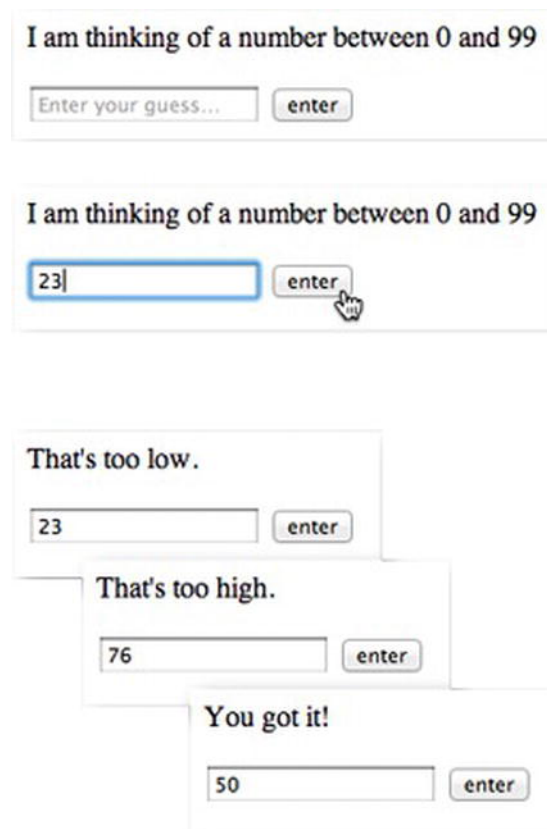 I am thinking of a number between 0 and 99
Enter your guess... enter
I am thinking of a number between 0 and 99
23 enter
That's too low.
23 enter
That's too high.
76 enter
You got it!
50 enter